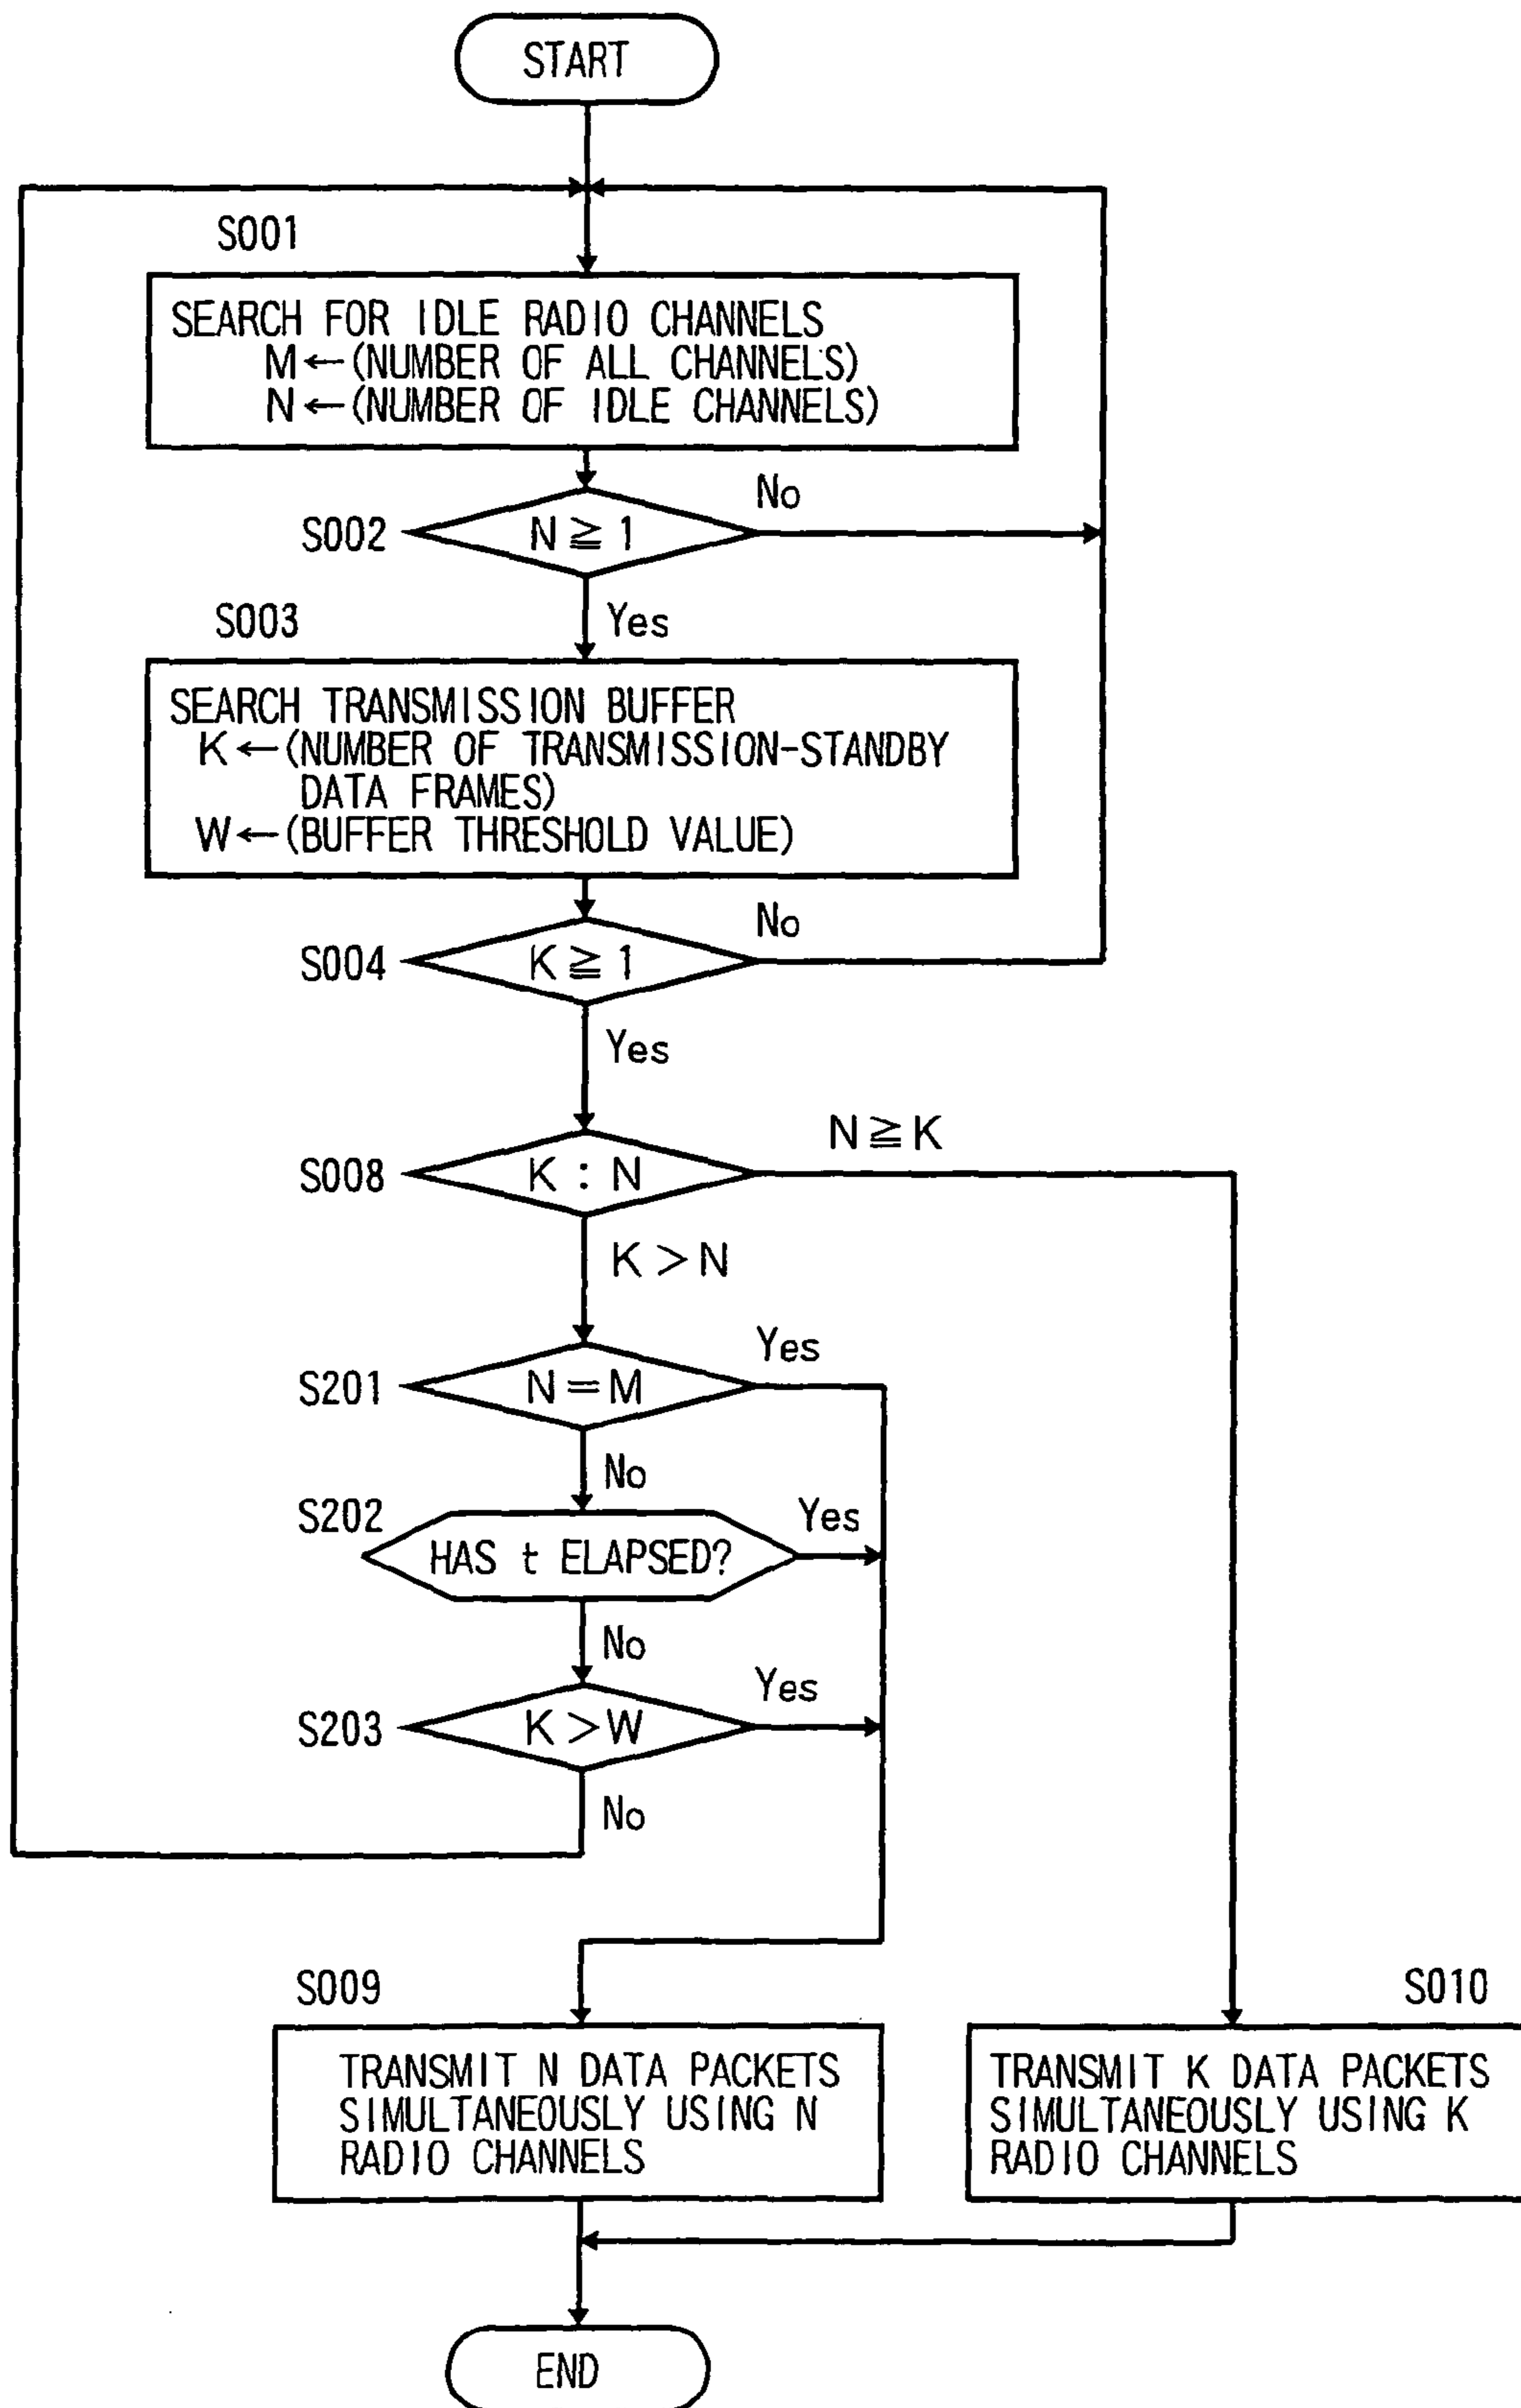 START
S001
SEARCH FOR IDLE RADIO CHANNELS
M←(NUMBER OF ALL CHANNELS)
N←(NUMBER OF IDLE CHANNELS)
No
S002
N≧1
Yes
S003
SEARCH TRANSMISSION BUFFER
K←(NUMBER OF TRANSMISSION-STANDBY
DATA FRAMES)
W←(BUFFER THRESHOLD VALUE)
No
S004
K≧1
Yes
N≧K
S008
K : N
K>N
Yes
S201
N=M
No
S202
Yes
HAS t ELAPSED?
No
Yes
S203
K>W
No
S009
TRANSMIT N DATA PACKETS
SIMULTANEOUSLY USING N
RADIO CHANNELS
S010
TRANSMIT K DATA PACKETS
SIMULTANEOUSLY USING K
RADIO CHANNELS
END